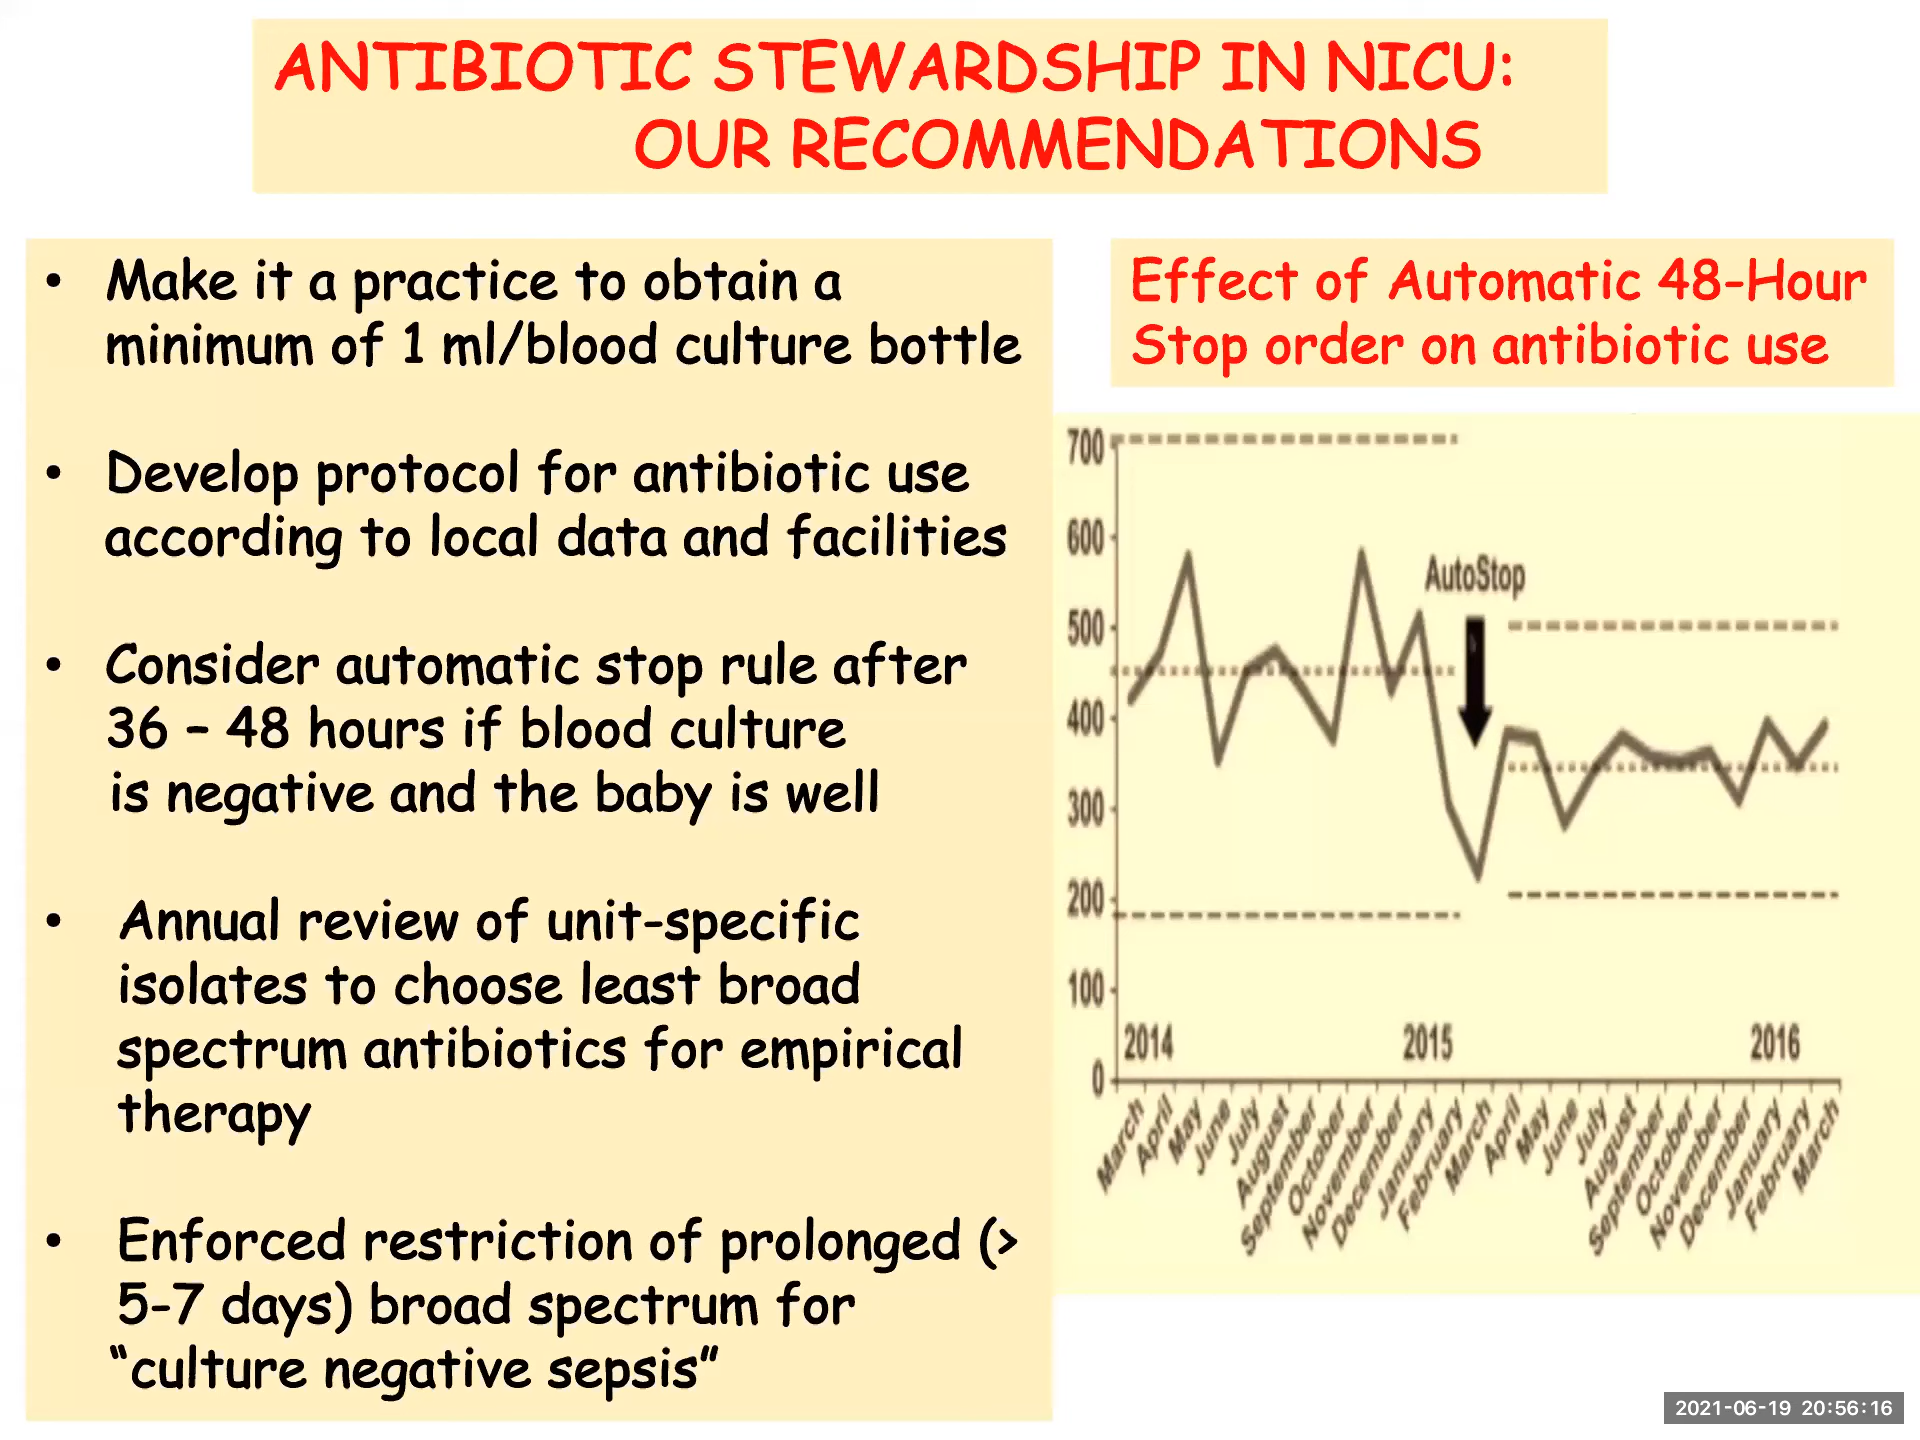 ANTIBIOTIC STEWARDSHIP IN NICU:
OUR RECOMMENDATIONS
• Make it a practice to obtain a
minimum of 1 ml/blood culture bottle
• Develop protocol for antibiotic use
according to local data and facilities
• Consider automatic stop rule after
36 – 48 hours if blood culture
is negative and the baby is well
• Annual review of unit-specific
isolates to choose least broad
spectrum antibiotics for empirical
therapy
• Enforced restriction of prolonged (>
5-7 days) broad spectrum for
“culture negative sepsis”
Effect of Automatic 48-Hour
Stop order on antibiotic use
700
600
AutoStop
500
400
300
200
100
2014 2015 2016
0
March April May June July August September October November December January February March April May June July August September October November December January February March
2021-06-19 20:56:16